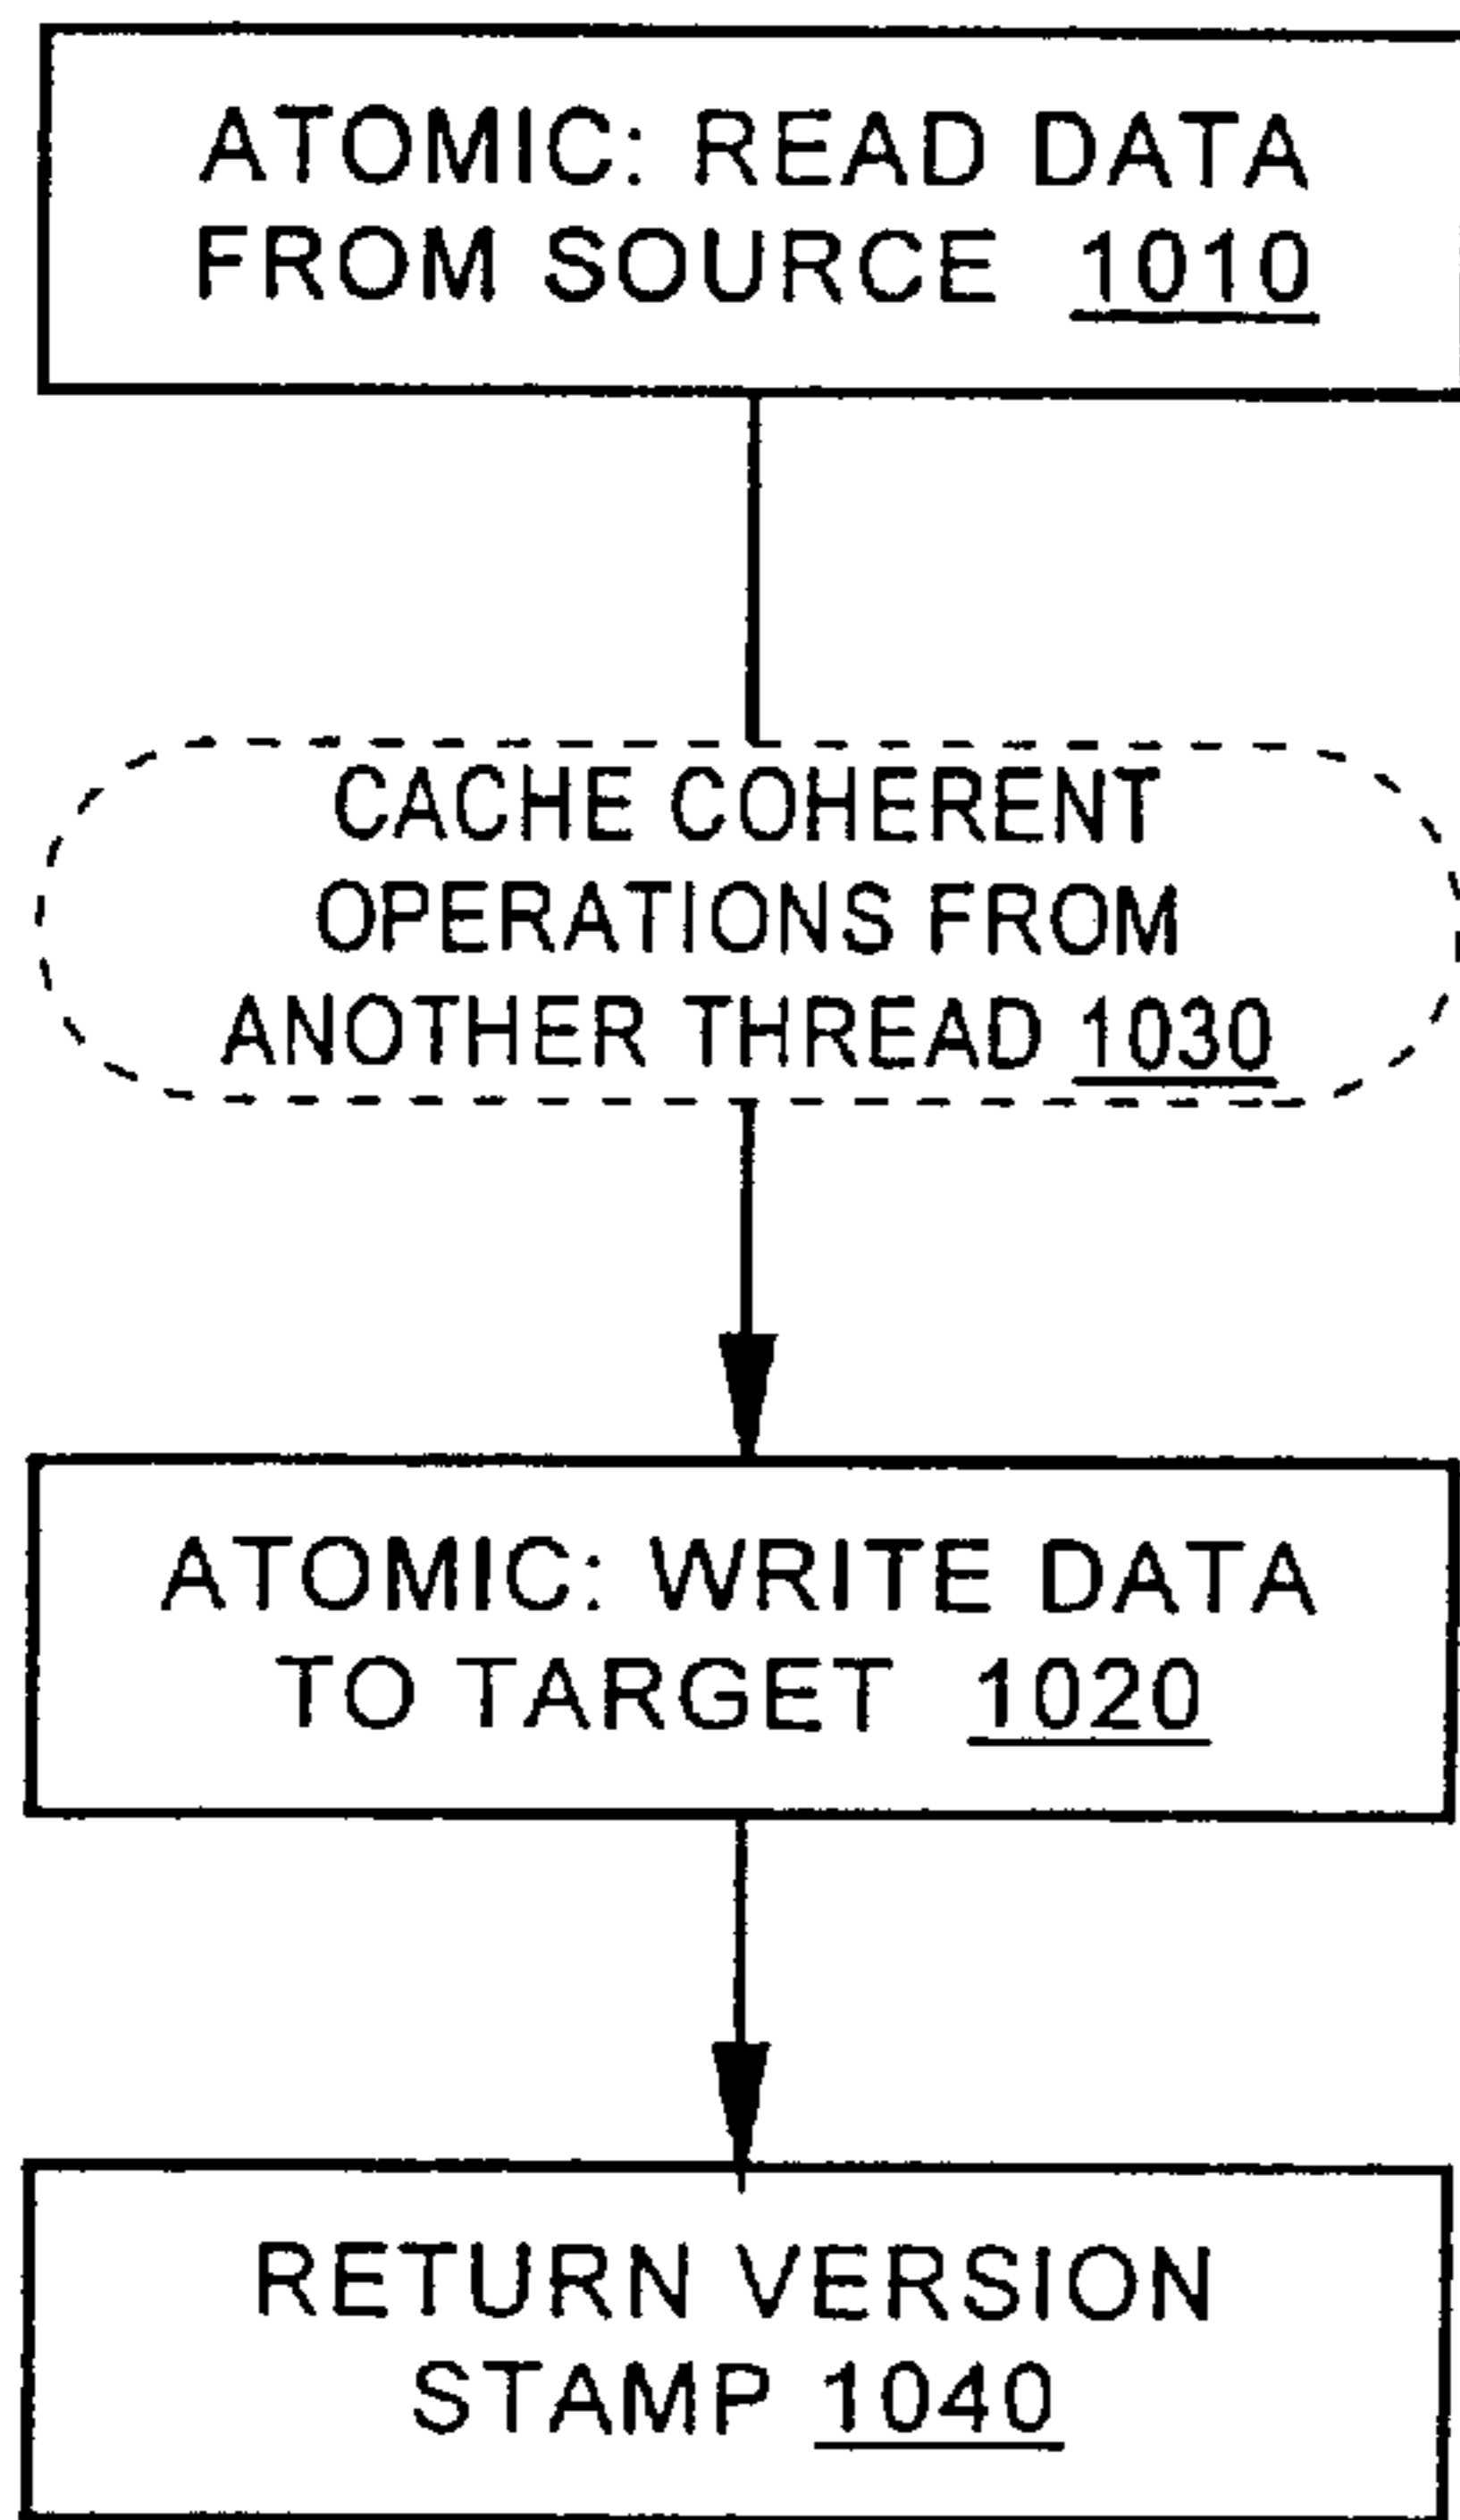 ATOMIC: READ DATA
FROM SOURCE 1010
CACHE COHERENT
OPERATIONS FROM
ANOTHER THREAD 1030
ATOMIC: WRITE DATA
TO TARGET 1020
RETURN VERSION
STAMP 1040